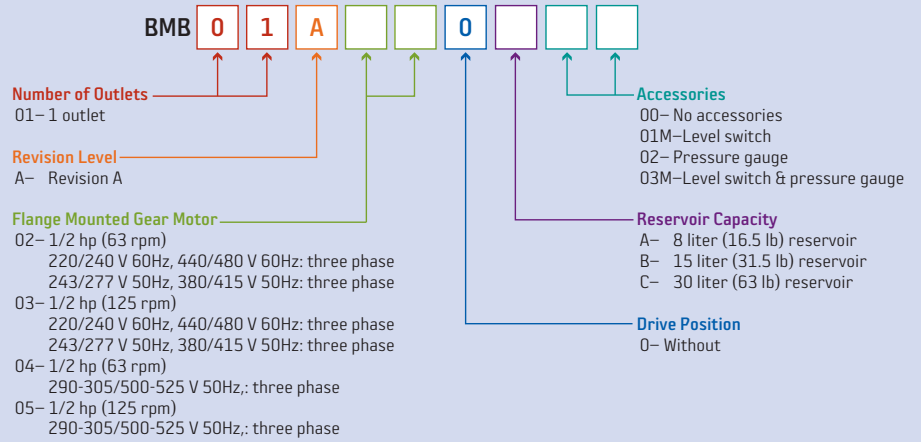 BMB 0 1 A 0
Number of Outlets
01– 1 outlet
Revision Level
A– Revision A
Flange Mounted Gear Motor
02– 1/2 hp (63 rpm)
220/240 V 60Hz, 440/480 V 60Hz: three phase
243/277 V 50Hz, 380/415 V 50Hz: three phase
03– 1/2 hp (125 rpm)
220/240 V 60Hz, 440/480 V 60Hz: three phase
243/277 V 50Hz, 380/415 V 50Hz: three phase
04– 1/2 hp (63 rpm)
290-305/500-525 V 50Hz,: three phase
05– 1/2 hp (125 rpm)
290-305/500-525 V 50Hz,: three phase
Accessories
00– No accessories
01M–Level switch
02– Pressure gauge
03M–Level switch & pressure gauge
Reservoir Capacity
A– 8 liter (16.5 lb) reservoir
B– 15 liter (31.5 lb) reservoir
C– 30 liter (63 lb) reservoir
Drive Position
0– Without